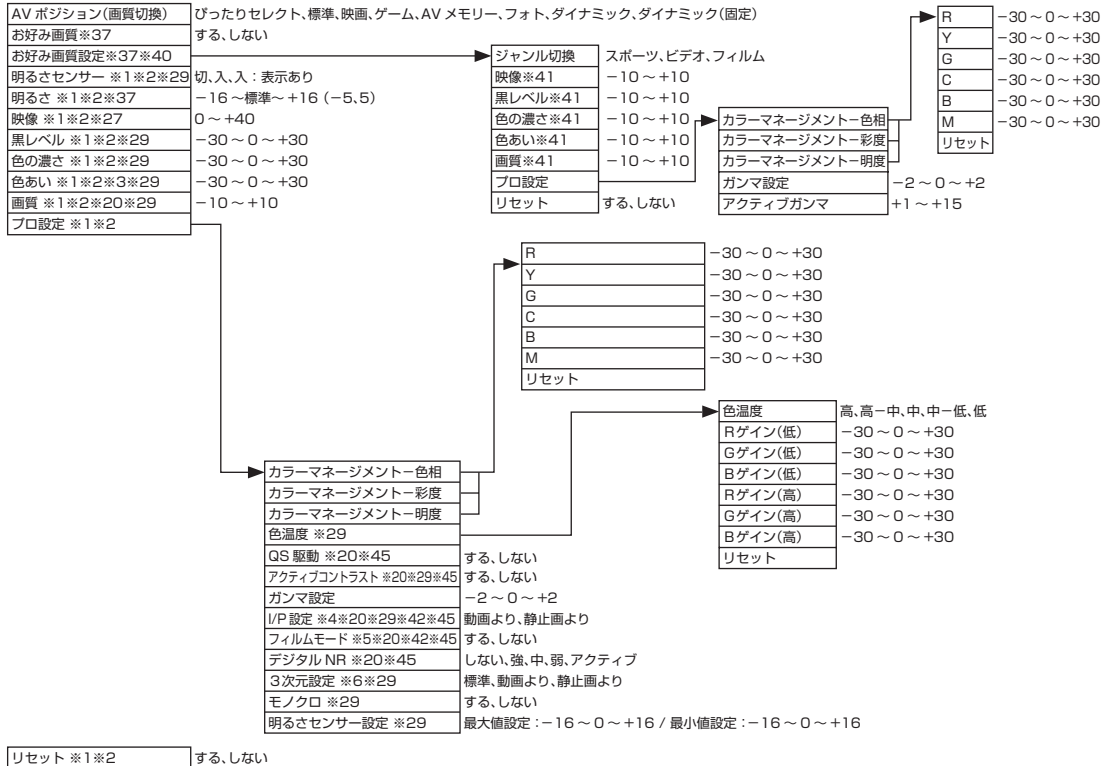 AV ポジション(画質切換) ぴったりセレクト、標準、映画、ゲーム、AV メモリー、フォト、ダイナミック、ダイナミック(固定)
お好み画質※37 する、しない
お好み画質設定※37※40
明るさセンサー ※1※2※29 切、入、入：表示あり
明るさ ※1※2※37 －16～標準～＋16 (－5、5)
映像 ※1※2※27 0～+40
黒レベル ※1※2※29 －30～0～+30
色の濃さ ※1※2※29 －30～0～+30
色あい ※1※2※3※29 －30～0～+30
画質 ※1※2※20※29 －10～+10
プロ設定 ※1※2
ジャンル切換 スポーツ、ビデオ、フィルム
映像※41 －10～+10
黒レベル※41 －10～+10
色の濃さ※41 －10～+10
色あい※41 －10～+10
画質※41 －10～+10
プロ設定
リセット する、しない
カラーマネージメント－色相
カラーマネージメント－彩度
カラーマネージメント－明度
ガンマ設定 －2～0～+2
アクティブガンマ +1～+15
R －30～0～+30
Y －30～0～+30
G －30～0～+30
C －30～0～+30
B －30～0～+30
M －30～0～+30
リセット
R －30～0～+30
Y －30～0～+30
G －30～0～+30
C －30～0～+30
B －30～0～+30
M －30～0～+30
リセット
色温度 高、高－中、中、中－低、低
Rゲイン(低) －30～0～+30
Gゲイン(低) －30～0～+30
Bゲイン(低) －30～0～+30
Rゲイン(高) －30～0～+30
Gゲイン(高) －30～0～+30
Bゲイン(高) －30～0～+30
リセット
カラーマネージメント－色相
カラーマネージメント－彩度
カラーマネージメント－明度
色温度 ※29
QS 駆動 ※20※45 する、しない
アクティブコントラスト ※20※29※45 する、しない
ガンマ設定 －2～0～+2
I/P 設定 ※4※20※29※42※45 動画より、静止画より
フィルムモード ※5※20※42※45 する、しない
デジタル NR ※20※45 しない、強、中、弱、アクティブ
3次元設定 ※6※29 標準、動画より、静止画より
モノクロ ※29 する、しない
明るさセンサー設定 ※29 最大値設定：－16～0～+16 / 最小値設定：－16～0～+16
リセット ※1※2 する、しない